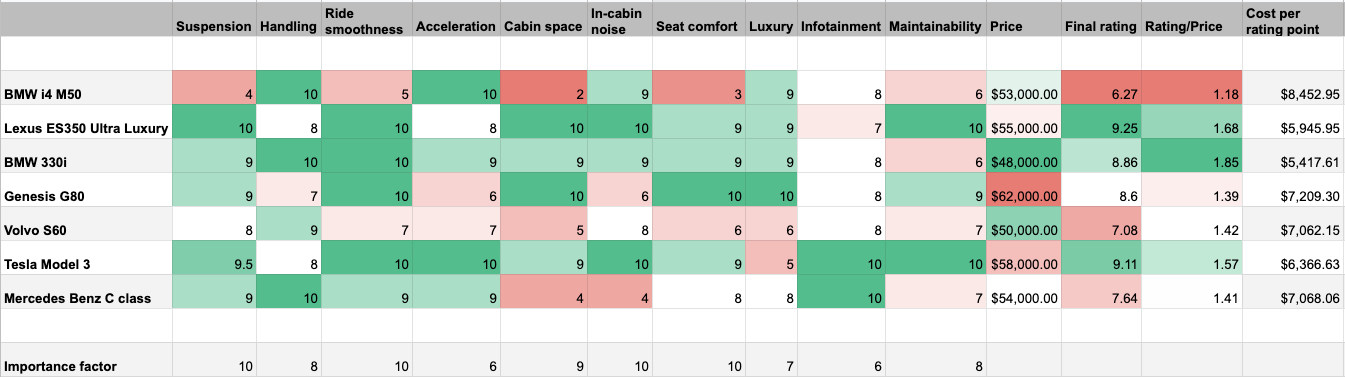 Suspension Handling Ride smoothness Acceleration Cabin space In-cabin noise Seat comfort Luxury Infotainment Maintainability Price Final rating Rating/Price Cost per rating point
BMW i4 M50 4 10 5 10 2 9 3 9 8 6 $53,000.00 6.27 1.18 $8,452.95
Lexus ES350 Ultra Luxury 10 8 10 8 10 10 9 9 7 10 $55,000.00 9.25 1.68 $5,945.95
BMW 330i 9 10 10 9 9 9 9 9 8 6 $48,000.00 8.86 1.85 $5,417.61
Genesis G80 9 7 10 6 10 6 10 10 8 9 $62,000.00 8.6 1.39 $7,209.30
Volvo S60 8 9 7 7 5 8 6 6 8 7 $50,000.00 7.08 1.42 $7,062.15
Tesla Model 3 9.5 8 10 10 9 10 9 5 10 10 $58,000.00 9.11 1.57 $6,366.63
Mercedes Benz C class 9 10 9 9 4 4 8 8 10 7 $54,000.00 7.64 1.41 $7,068.06
Importance factor 10 8 10 6 9 10 10 7 6 8